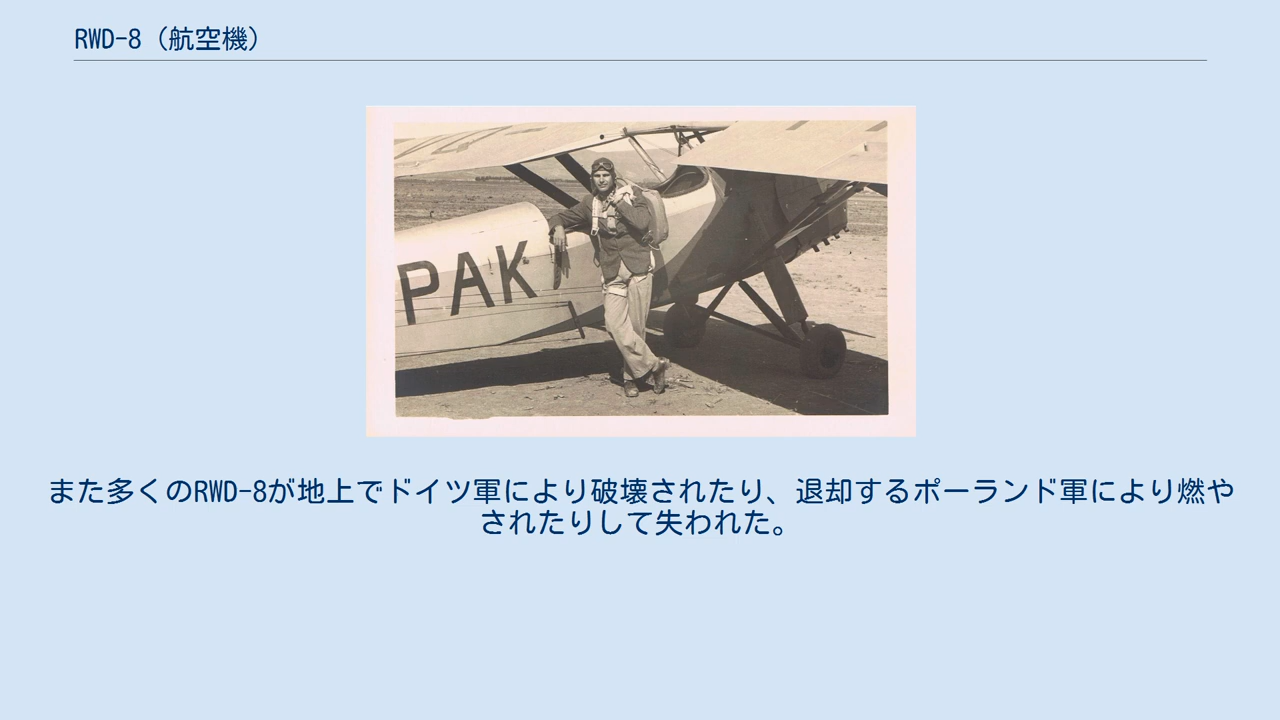 RWD-8（航空機）
PAK
また多くのRWD-8が地上でドイツ軍により破壊されたり、退却するポーランド軍により燃や
されたりして失われた。